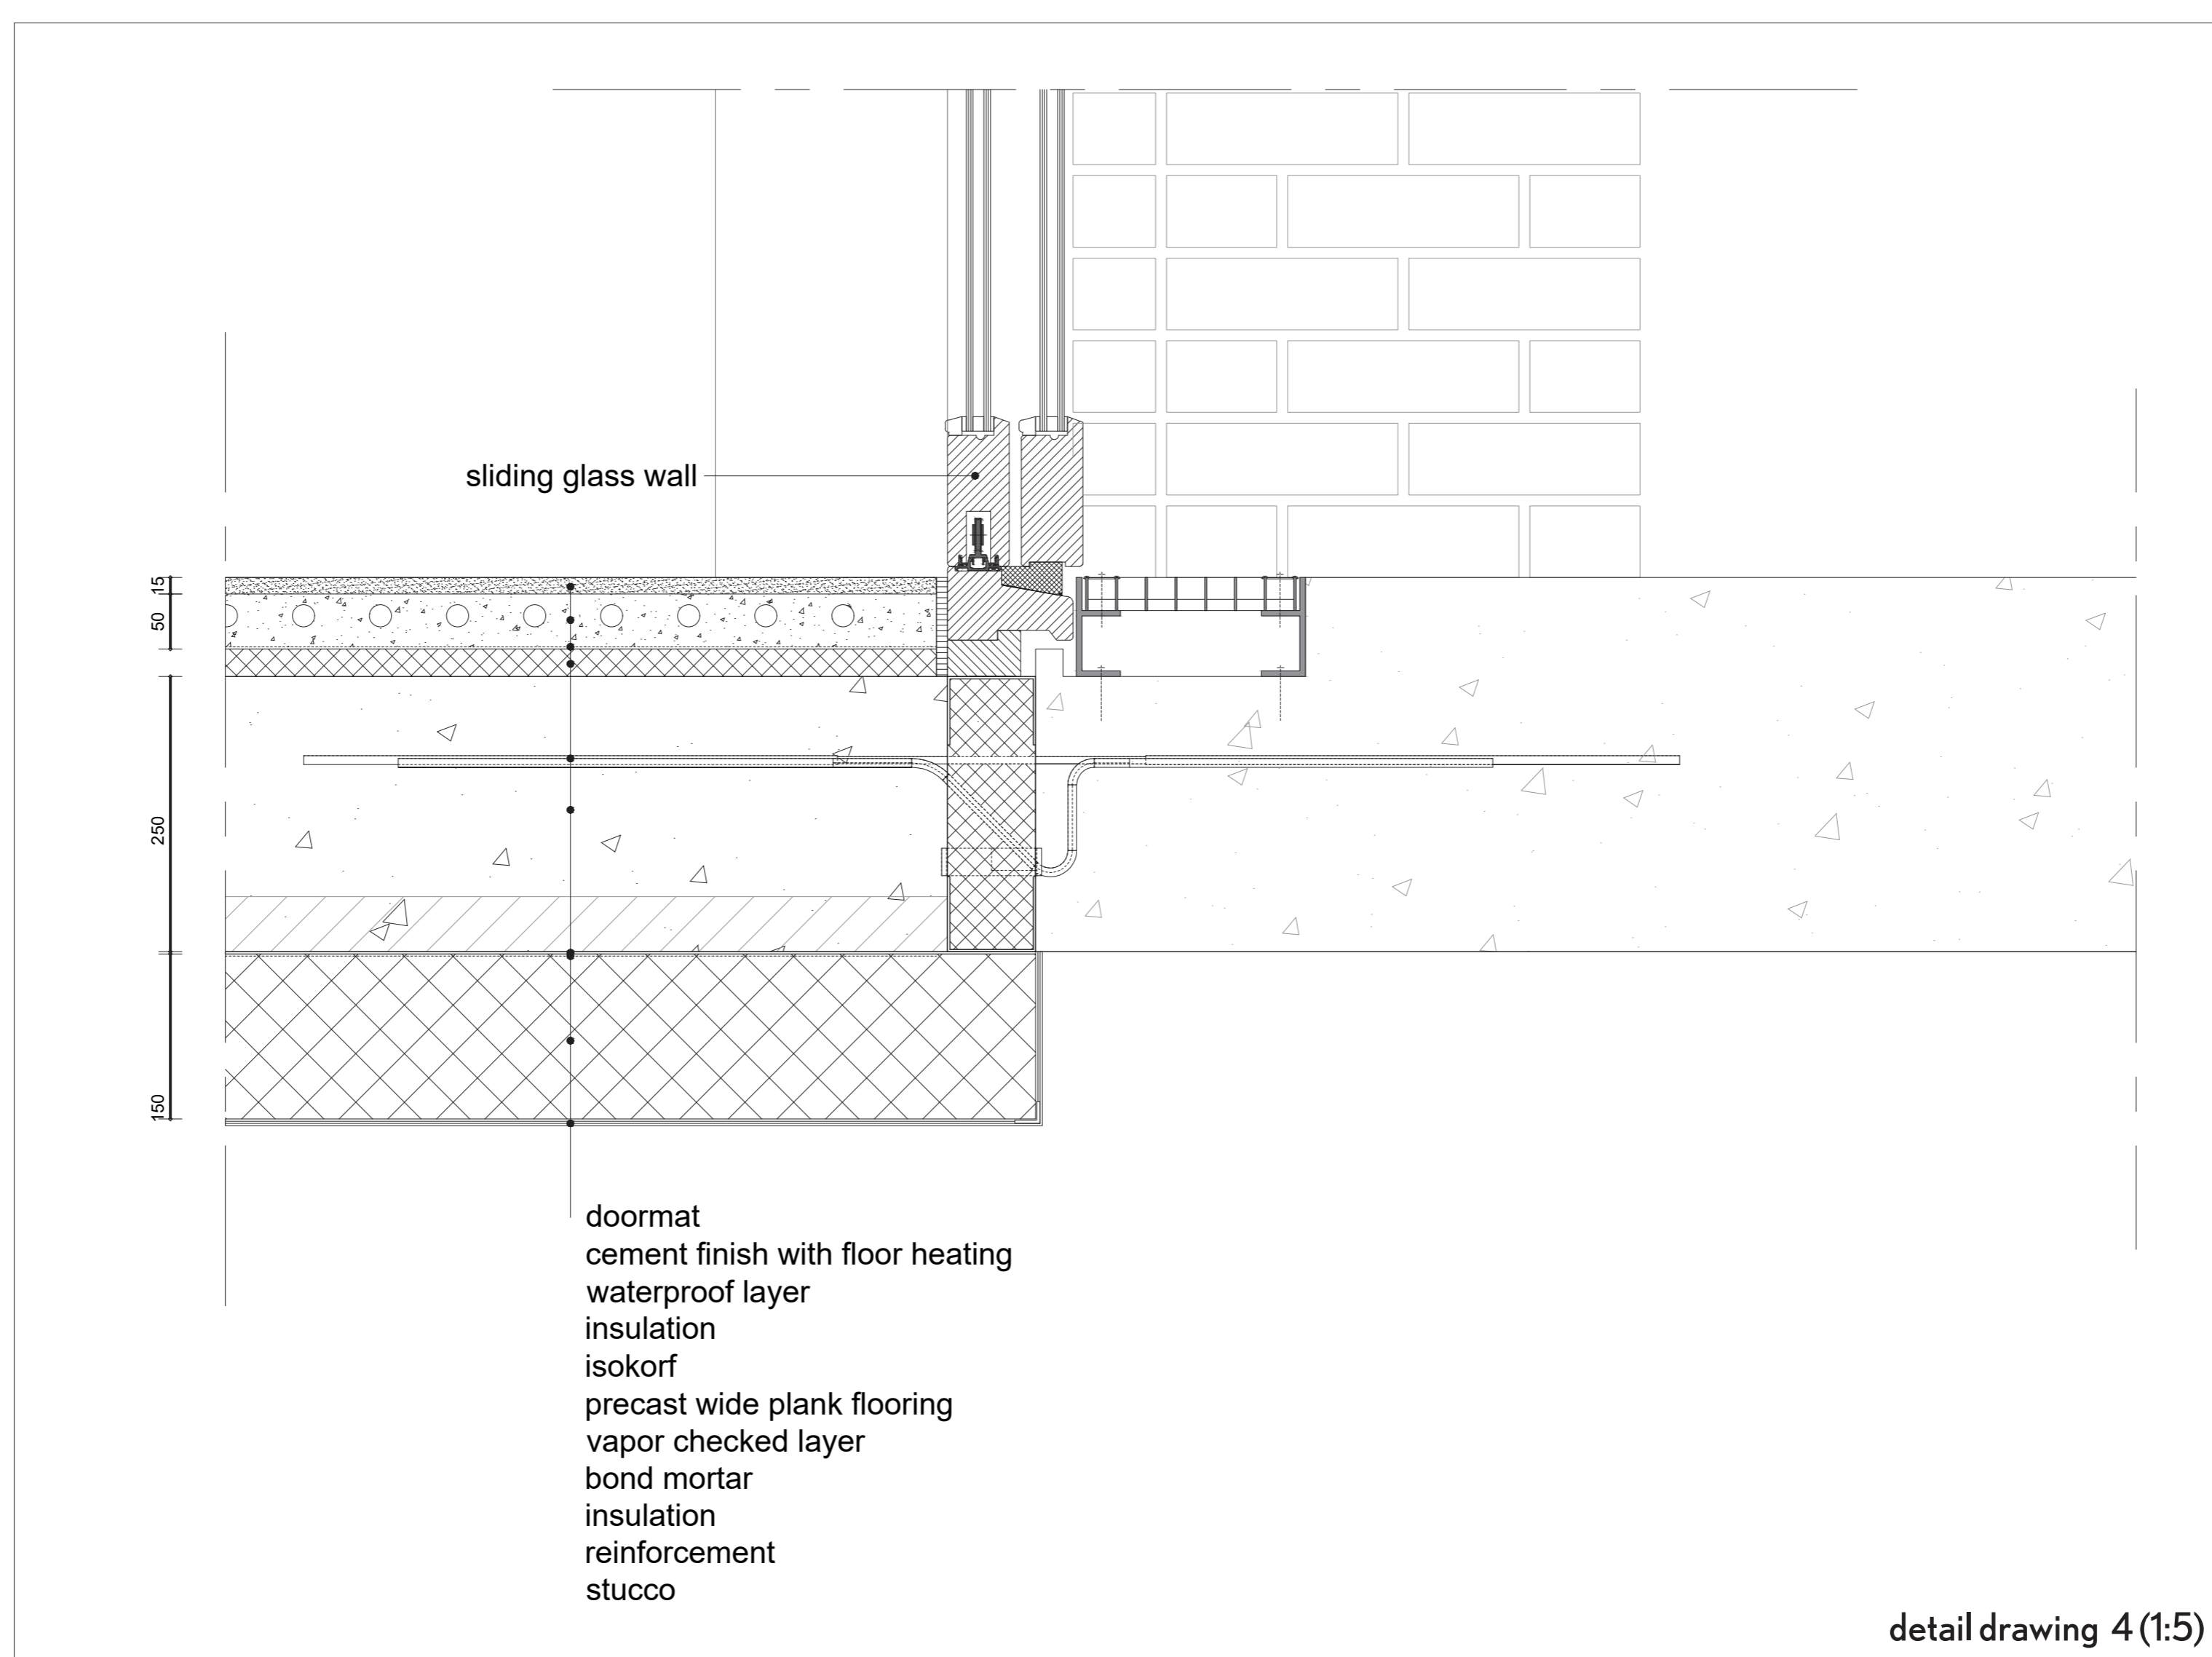 sliding glass wall
15
50
250
150
doormat
cement finish with floor heating
waterproof layer
insulation
isokorf
precast wide plank flooring
vapor checked layer
bond mortar
insulation
reinforcement
stucco
detail drawing 4 (1:5)